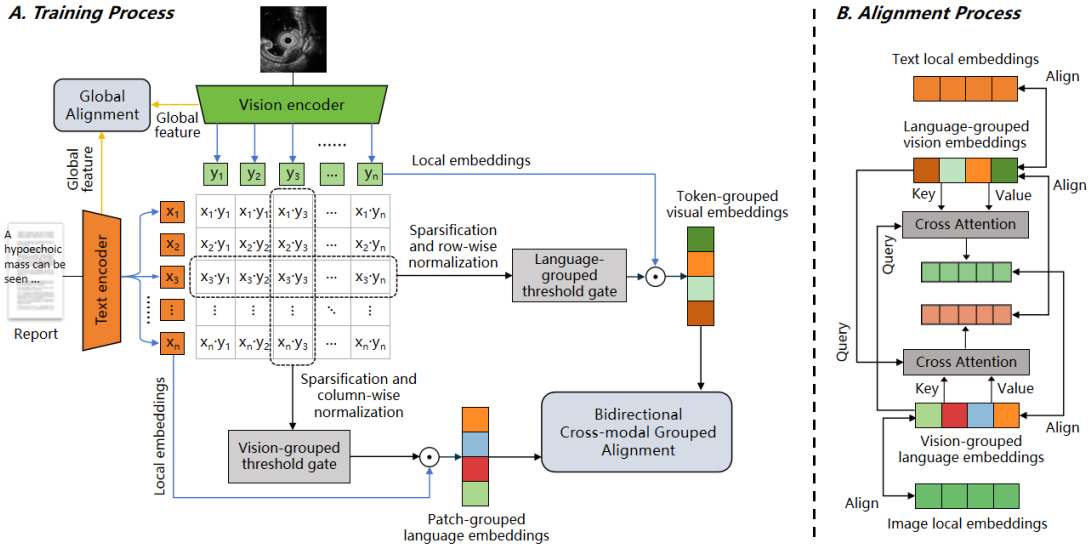 A. Training Process
Vision encoder
Global
Alignment
Global
feature
Global
feature
......
Local embeddings
y1 y2 y3 ... yn
A
hypoechoic
mass can be
seen ...
Report
Text encoder
x1
x2
x3
......
⋮
xn
x1·y1 x1·y1 x1·y3 ... x1·yn
x2·y1 x2·y2 x2·y3 ... x2·yn
x3·y1 x3·y2 x3·y3 ... x3·yn
⋮ ⋮ ⋮ ⋱ ⋮
xn·y1 xn·y2 xn·y3 ... xn·yn
Sparsification
and row-wise
normalization
Language-
grouped
threshold gate
Token-grouped
visual embeddings
Sparsification and
column-wise
normalization
Local embeddings
Vision-grouped
threshold gate
Patch-grouped
language embeddings
Bidirectional
Cross-modal Grouped
Alignment
B. Alignment Process
Text local embeddings
Align
Language-grouped
vision embeddings
Key
Value
Align
Cross Attention
Query
Query
Cross Attention
Key
Value
Align
Vision-grouped
language embeddings
Align
Image local embeddings